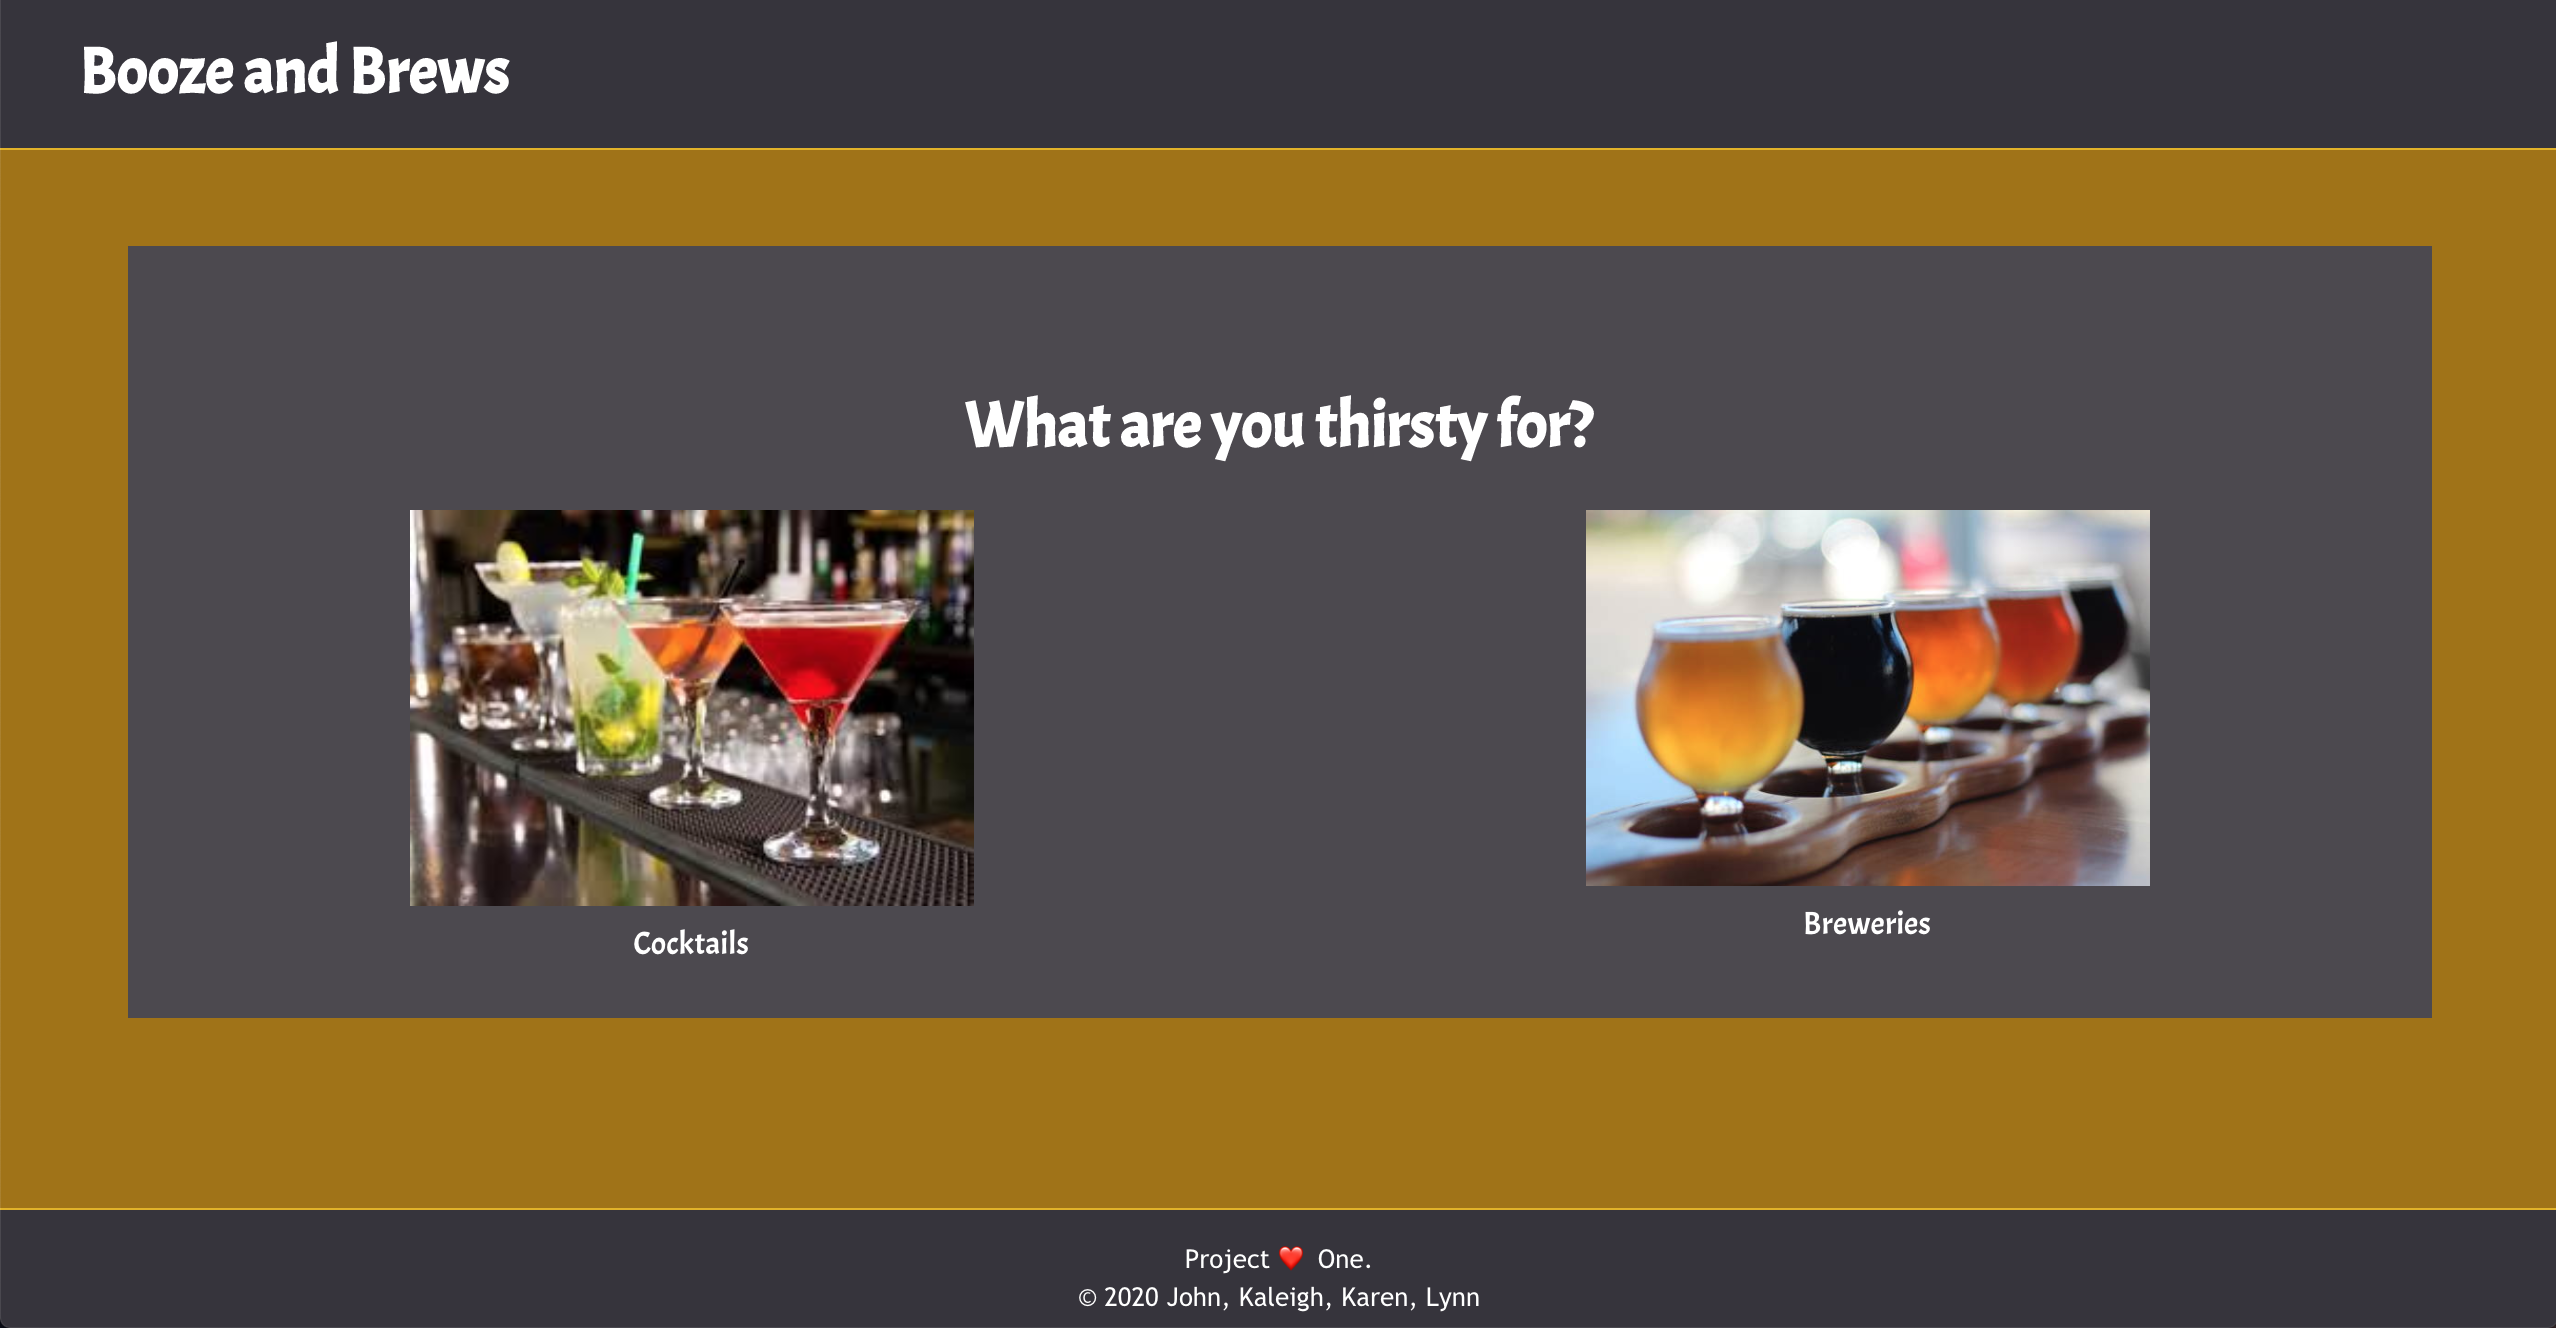 Booze and Brews
What are you thirsty for?
Cocktails
Breweries
Project ❤️ One.
© 2020 John, Kaleigh, Karen, Lynn